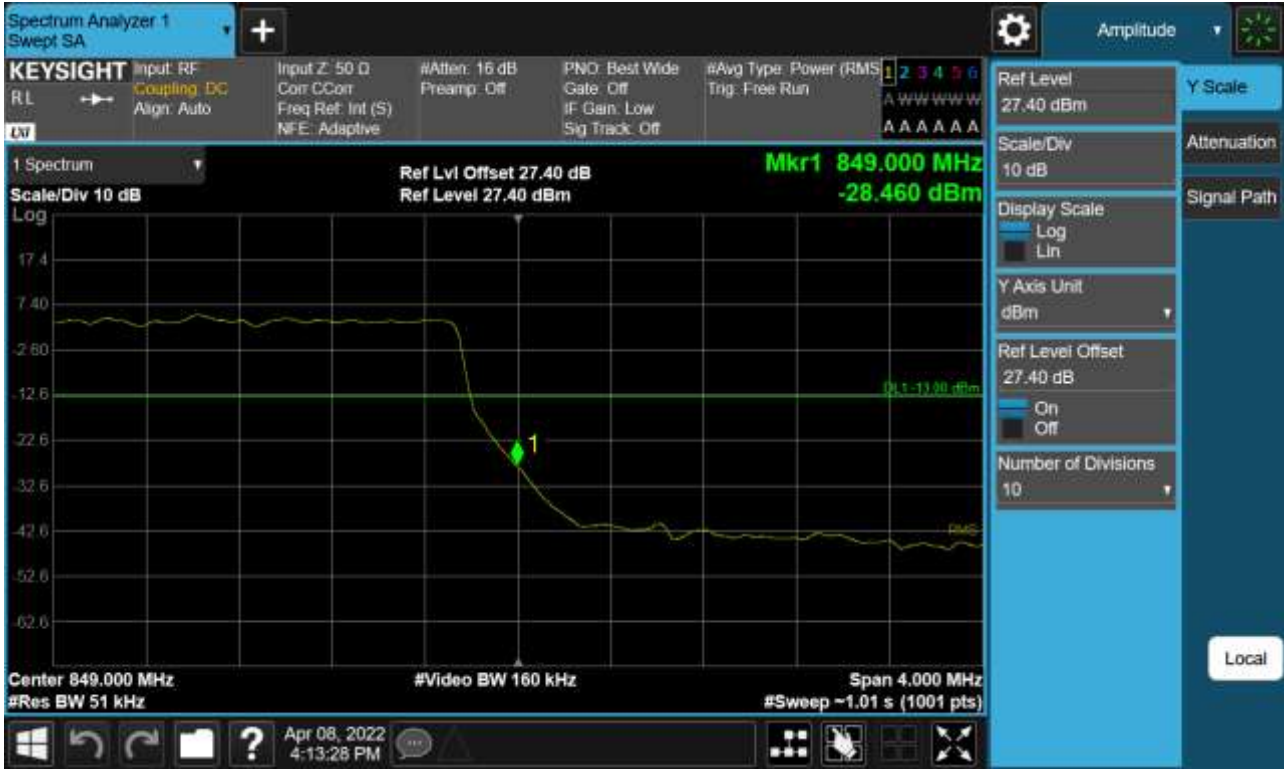 Spectrum Analyzer 1
Swept SA
+
Amplitude
KEYSIGHT
RL
LXI
Input: RF
Coupling: DC
Align: Auto
Input Z: 50 Ω
Corr CCorr
Freq Ref: Int (S)
NFE: Adaptive
#Atten: 16 dB
Preamp: Off
PNO: Best Wide
Gate: Off
IF Gain: Low
Sig Track: Off
#Avg Type: Power (RMS
Trig: Free Run
1 2 3 4 5 6
A W W W W W
A A A A A A
1 Spectrum
Scale/Div 10 dB
Ref Lvl Offset 27.40 dB
Ref Level 27.40 dBm
Mkr1 849.000 MHz
-28.460 dBm
Log
17.4
7.40
-2.60
-12.6
-22.6
-32.6
-42.6
-52.6
-62.6
DL1 -13.00 dBm
1
RMS
Center 849.000 MHz
#Res BW 51 kHz
#Video BW 160 kHz
Span 4.000 MHz
#Sweep ~1.01 s (1001 pts)
Ref Level
27.40 dBm
Scale/Div
10 dB
Display Scale
Log
Lin
Y Axis Unit
dBm
Ref Level Offset
27.40 dB
On
Off
Number of Divisions
10
Y Scale
Attenuation
Signal Path
Local
?
Apr 08, 2022
4:13:28 PM